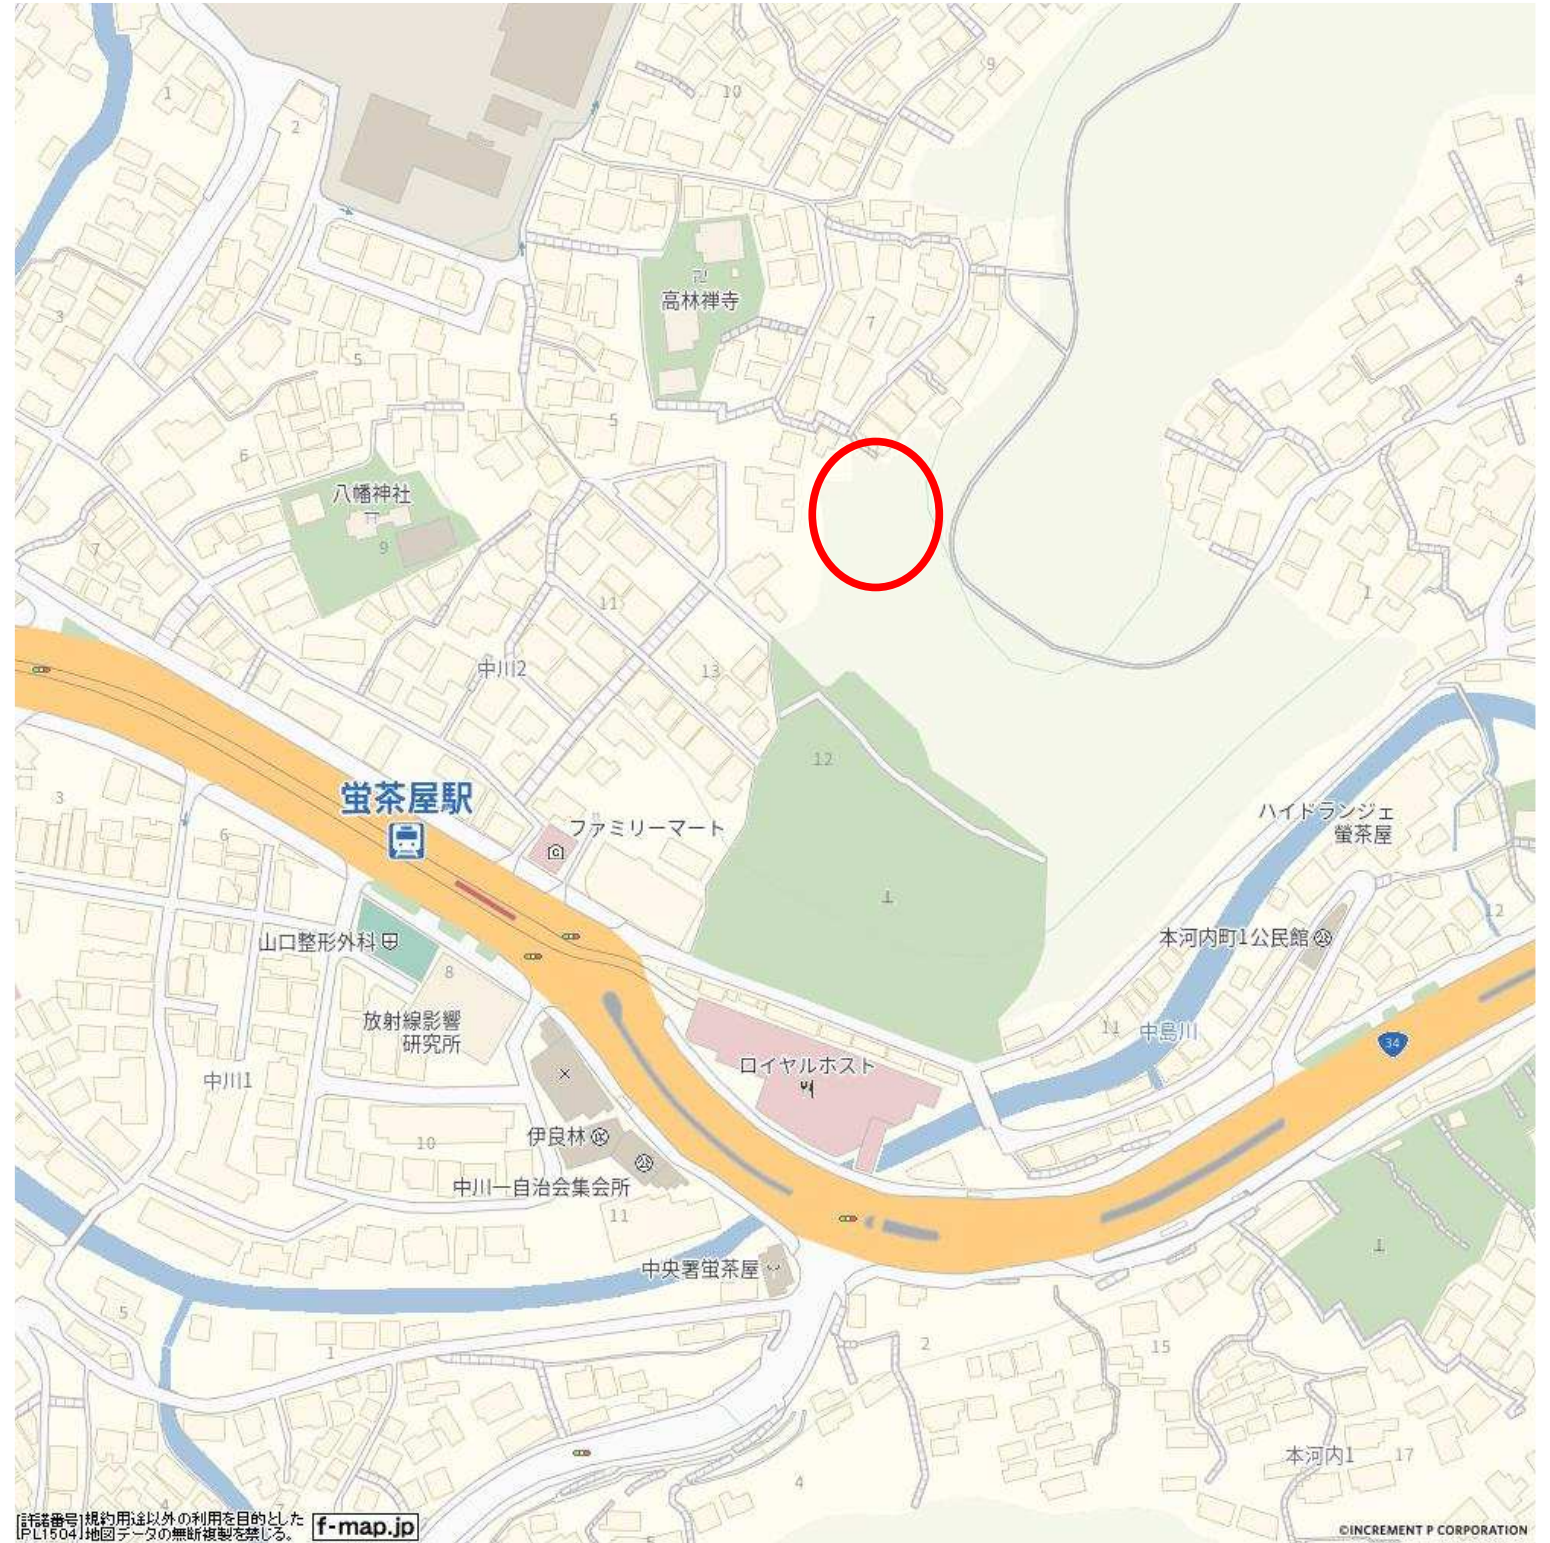 1
2
10
9
4
3
卍
高林禅寺
7
5
5
6
八幡神社
9
7
11
1
中川2
13
12
蛍茶屋駅
3
6
ファミリーマート
ハイドランジェ
螢茶屋
12
山口整形外科
8
本河内町1公民館
放射線影響
研究所
11
中島川
34
中川1
ロイヤルホスト
10
伊良林
中川一自治会集会所
11
中央署蛍茶屋
5
1
2
15
本河内1
17
4
[許諾番号]規約用途以外の利用を目的とした
[PL1504]地図データの無断複製を禁じる。
f-map.jp
©INCREMENT P CORPORATION